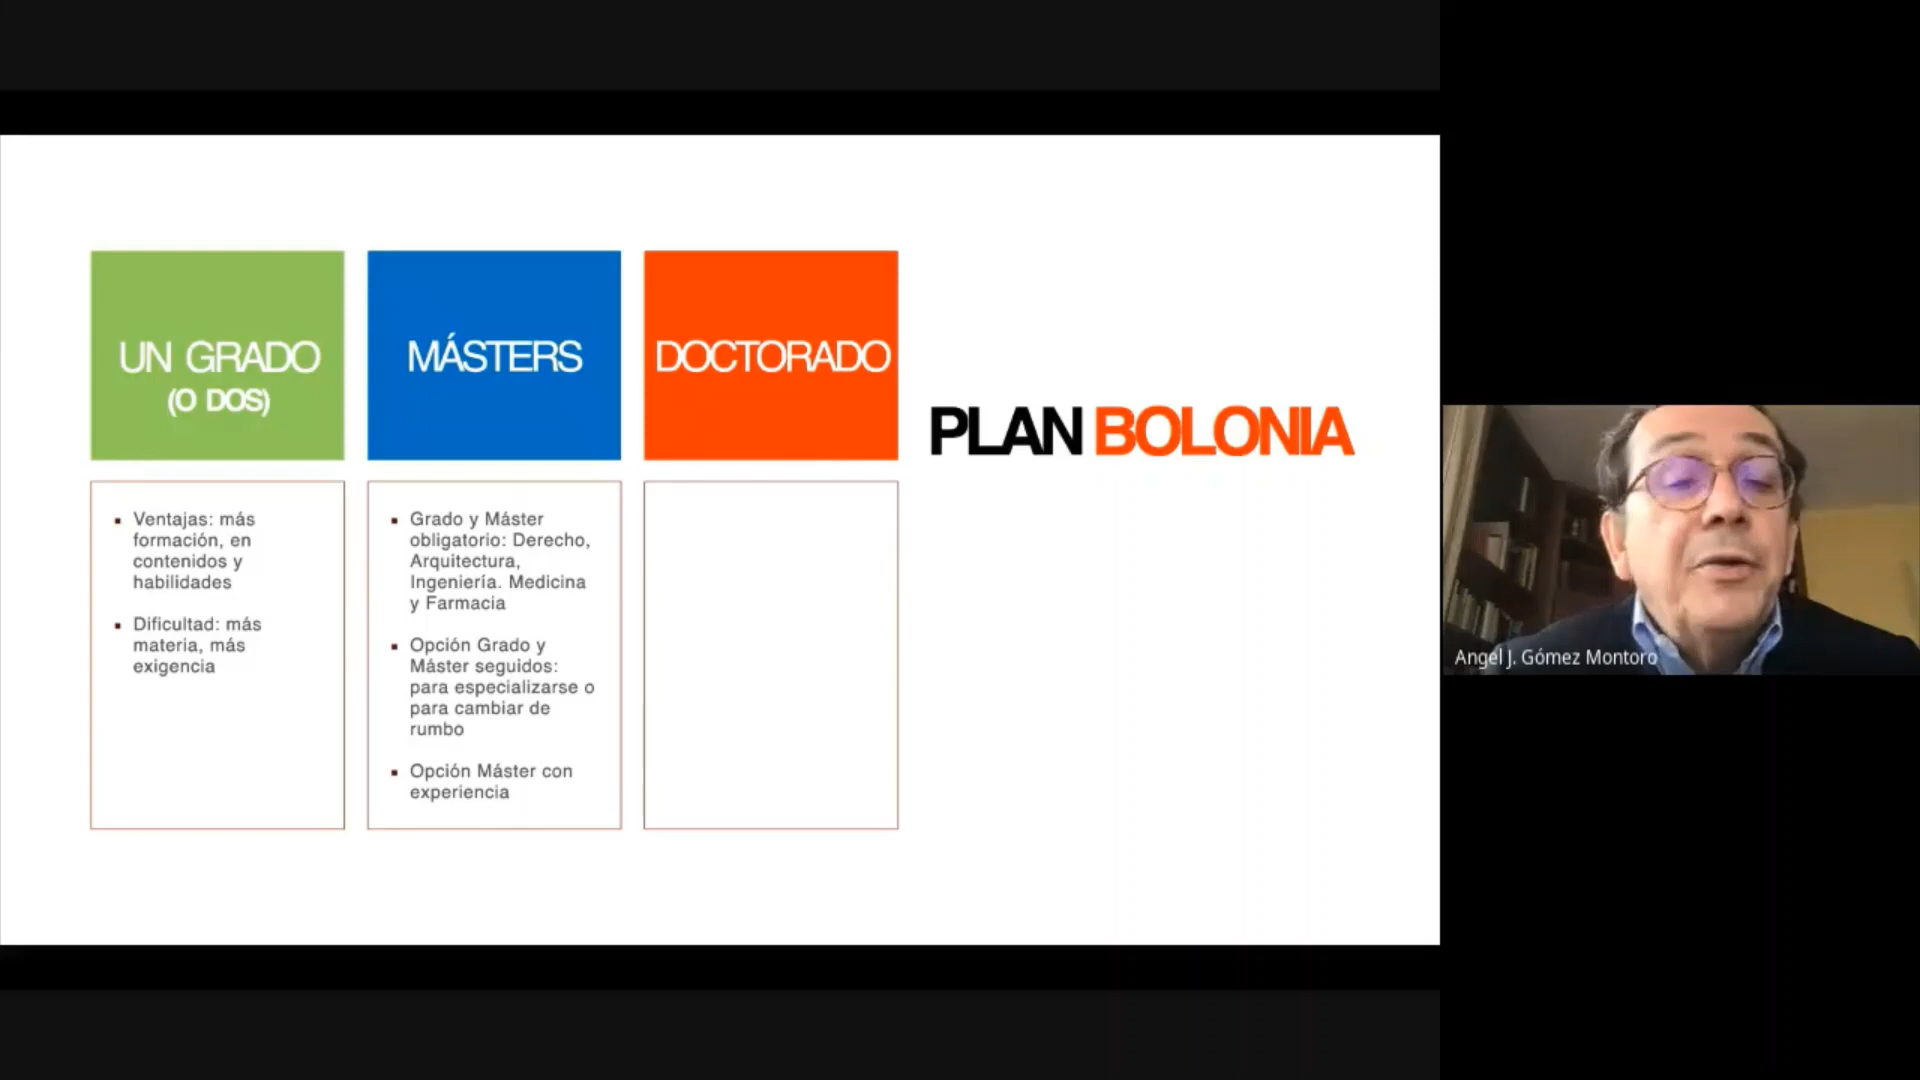 UN GRADO
(O DOS)
MÁSTERS
DOCTORADO
PLAN BOLONIA
▪ Ventajas: más
formación, en
contenidos y
habilidades
▪ Dificultad: más
materia, más
exigencia
▪ Grado y Máster
obligatorio: Derecho,
Arquitectura,
Ingeniería. Medicina
y Farmacia
▪ Opción Grado y
Máster seguidos:
para especializarse o
para cambiar de
rumbo
▪ Opción Máster con
experiencia
Angel J. Gómez Montoro